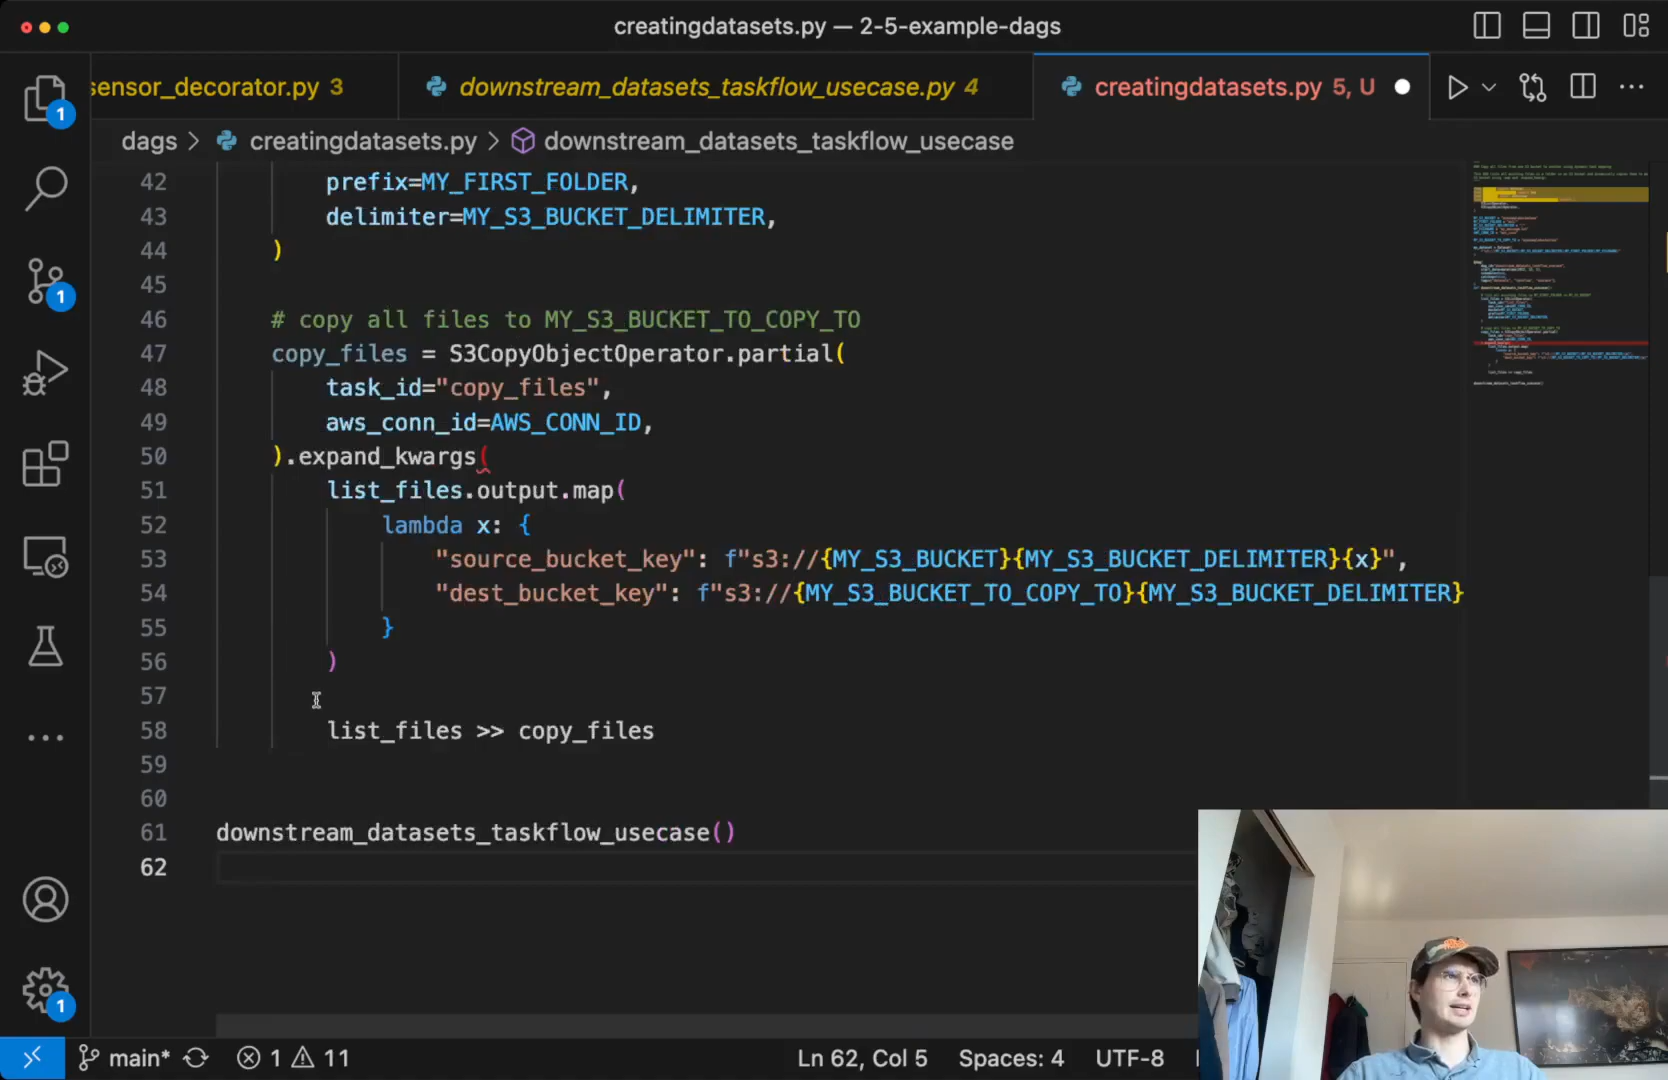 creatingdatasets.py — 2-5-example-dags
sensor_decorator.py 3
downstream_datasets_taskflow_usecase.py 4
creatingdatasets.py 5, U
dags > creatingdatasets.py > downstream_datasets_taskflow_usecase
42 prefix=MY_FIRST_FOLDER,
43 delimiter=MY_S3_BUCKET_DELIMITER,
44 )
45
46 # copy all files to MY_S3_BUCKET_TO_COPY_TO
47 copy_files = S3CopyObjectOperator.partial(
48 task_id="copy_files",
49 aws_conn_id=AWS_CONN_ID,
50 ).expand_kwargs(
51 list_files.output.map(
52 lambda x: {
53 "source_bucket_key": f"s3://{MY_S3_BUCKET}{MY_S3_BUCKET_DELIMITER}{x}",
54 "dest_bucket_key": f"s3://{MY_S3_BUCKET_TO_COPY_TO}{MY_S3_BUCKET_DELIMITER}
55 }
56 )
57
58 list_files >> copy_files
59
60
61 downstream_datasets_taskflow_usecase()
62
1
1
1
main* 1 11
Ln 62, Col 5 Spaces: 4 UTF-8